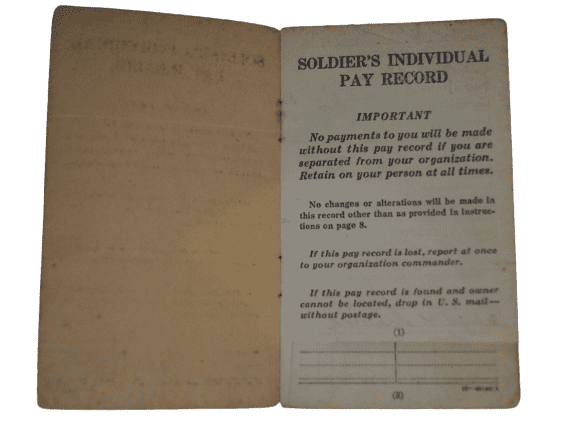 SOLDIER'S INDIVIDUAL
PAY RECORD
IMPORTANT
No payments to you will be made
without this pay record if you are
separated from your organization.
Retain on your person at all times.
No changes or alterations will be made in
this record other than as provided in instruc-
tions on page 8.
If this pay record is lost, report at once
to your organization commander.
If this pay record is found and owner
cannot be located, drop in U. S. mail—
without postage.
(1)